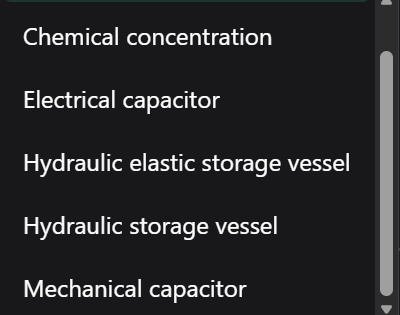 Chemical concentration
Electrical capacitor
Hydraulic elastic storage vessel
Hydraulic storage vessel
Mechanical capacitor